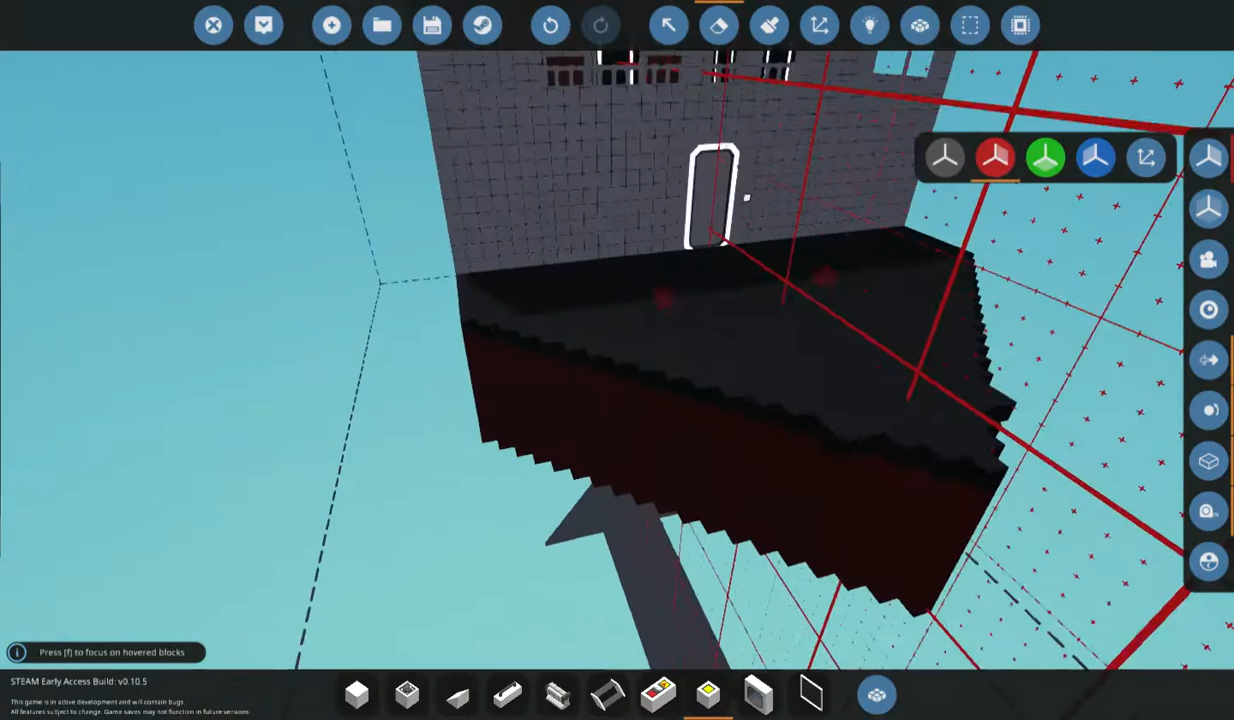 Press [f] to focus on hovered blocks
STEAM Early Access Build: v0.10.5
This game is in active development and will contain bugs.
All features subject to change. Game saves may not function in future versions.